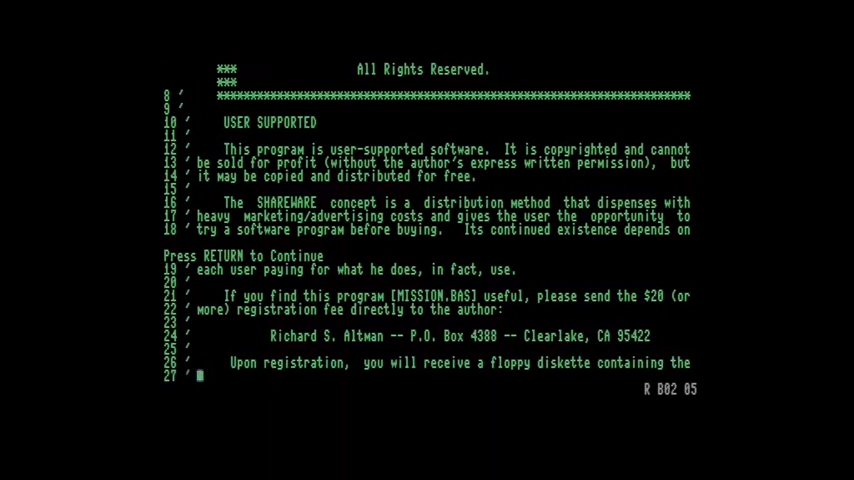 ***                  All Rights Reserved.
***
8 ' ***********************************************************************
9 '
10 '     USER SUPPORTED
11 '
12 '     This program is user-supported software.  It is copyrighted and cannot
13 ' be sold for profit (without the author's express written permission),  but
14 ' it may be copied and distributed for free.
15 '
16 '     The  SHAREWARE  concept is a  distribution method  that dispenses with
17 ' heavy  marketing/advertising costs and gives the user the  opportunity  to
18 ' try a software program before buying.   Its continued existence depends on
Press RETURN to Continue
19 ' each user paying for what he does, in fact, use.
20 '
21 '     If you find this program [MISSION.BAS] useful, please send the $20 (or
22 ' more) registration fee directly to the author:
23 '
24 '            Richard S. Altman -- P.O. Box 4388 -- Clearlake, CA 95422
25 '
26 '      Upon registration,  you will receive a floppy diskette containing the
27 '
R B02 05